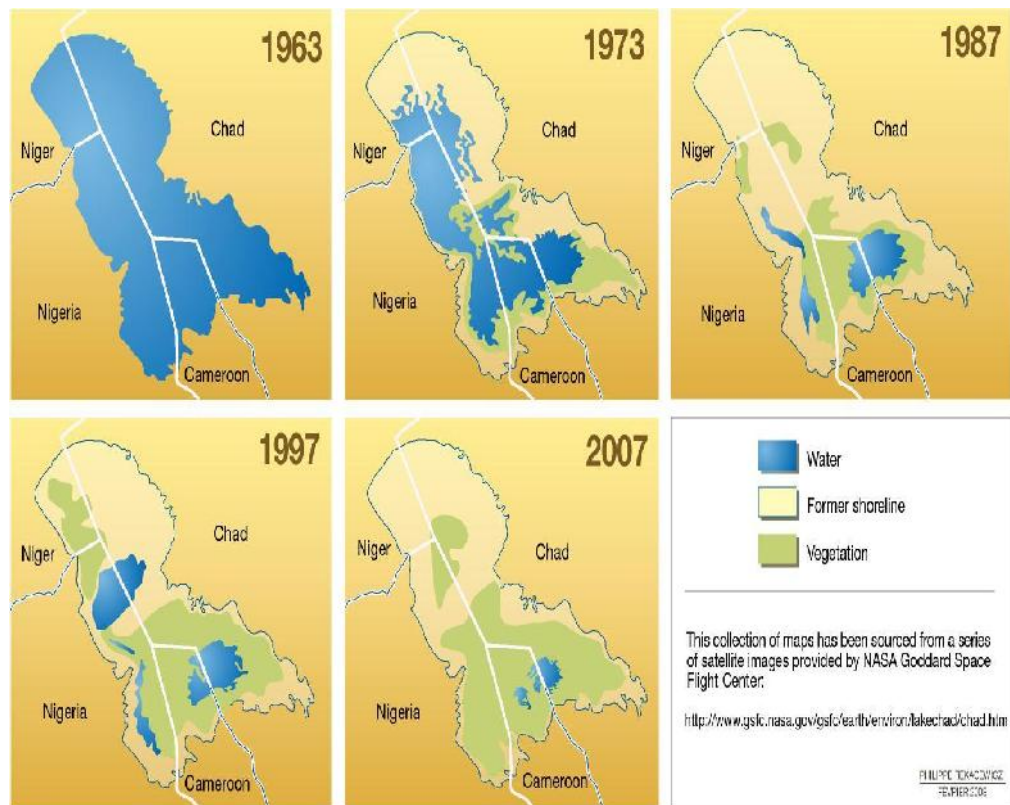 1963
Chad
Niger
Nigeria
Cameroon
1973
Chad
Niger
Nigeria
Cameroon
1987
Chad
Niger
Nigeria
Cameroon
1997
Chad
Niger
Nigeria
Cameroon
2007
Chad
Niger
Nigeria
Cameroon
Water
Former shoreline
Vegetation
This collection of maps has been sourced from a series
of satellite images provided by NASA Goddard Space
Flight Center:
http://www.gsfc.nasa.gov/gsfc/earth/environ/lakechad/chad.htm
PHILIPPE